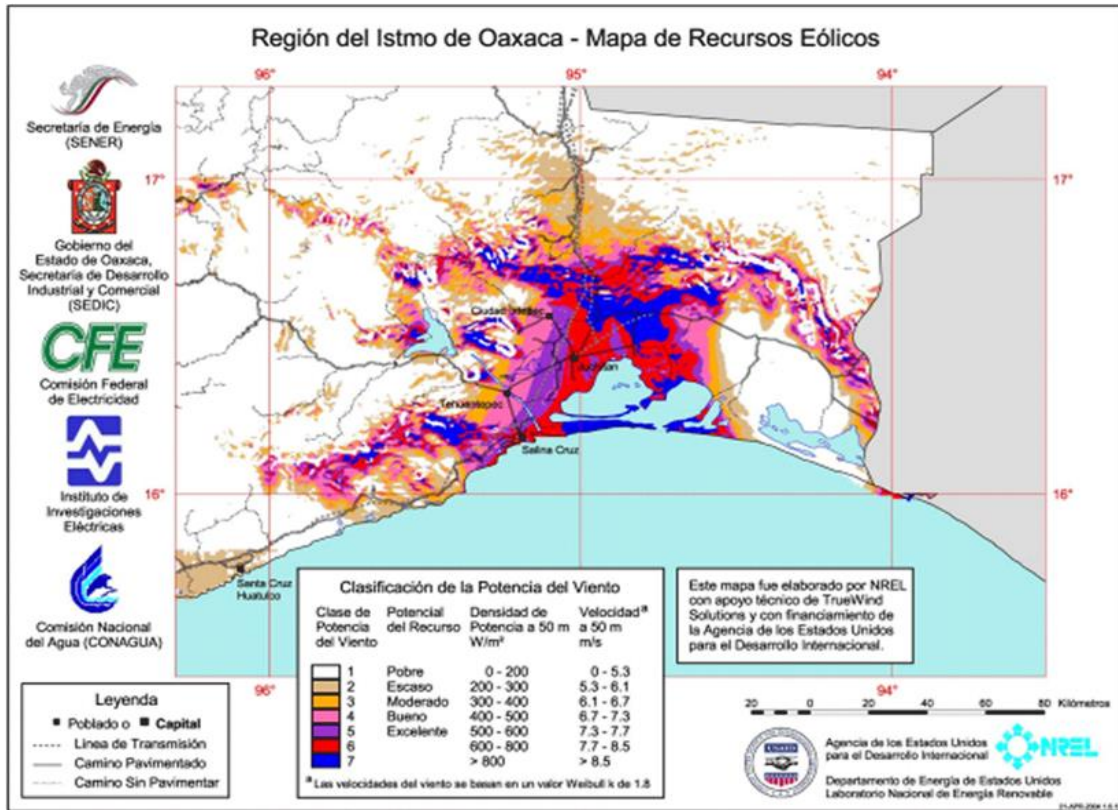 Región del Istmo de Oaxaca - Mapa de Recursos Eólicos
96°
95°
94°
17°
17°
16°
16°
96°
94°
Secretaría de Energía
(SENER)
Gobierno del
Estado de Oaxaca,
Secretaría de Desarrollo
Industrial y Comercial
(SEDIC)
CFE
Comisión Federal
de Electricidad
Instituto de
Investigaciones
Eléctricas
Comisión Nacional
del Agua (CONAGUA)
Ciudad Ixtepec
Juchitan
Tehuantepec
Salina Cruz
Santa Cruz
Huatulco
Leyenda
Poblado o Capital
Línea de Transmisión
Camino Pavimentado
Camino Sin Pavimentar
Clasificación de la Potencia del Viento
Clase de Potencia del Viento
Potencial del Recurso
Densidad de Potencia a 50 m W/m²
Velocidad a a 50 m m/s
1 Pobre 0 - 200 0 - 5.3
2 Escaso 200 - 300 5.3 - 6.1
3 Moderado 300 - 400 6.1 - 6.7
4 Bueno 400 - 500 6.7 - 7.3
5 Excelente 500 - 600 7.3 - 7.7
6 600 - 800 7.7 - 8.5
7 > 800 > 8.5
a Las velocidades del viento se basan en un valor Weibull k de 1.8
Este mapa fue elaborado por NREL
con apoyo técnico de TrueWind
Solutions y con financiamiento de
la Agencia de los Estados Unidos
para el Desarrollo Internacional.
20 0 20 40 60 80 Kilómetros
USAID
Agencia de los Estados Unidos
para el Desarrollo Internacional
NREL
Departamento de Energía de Estados Unidos
Laboratorio Nacional de Energía Renovable